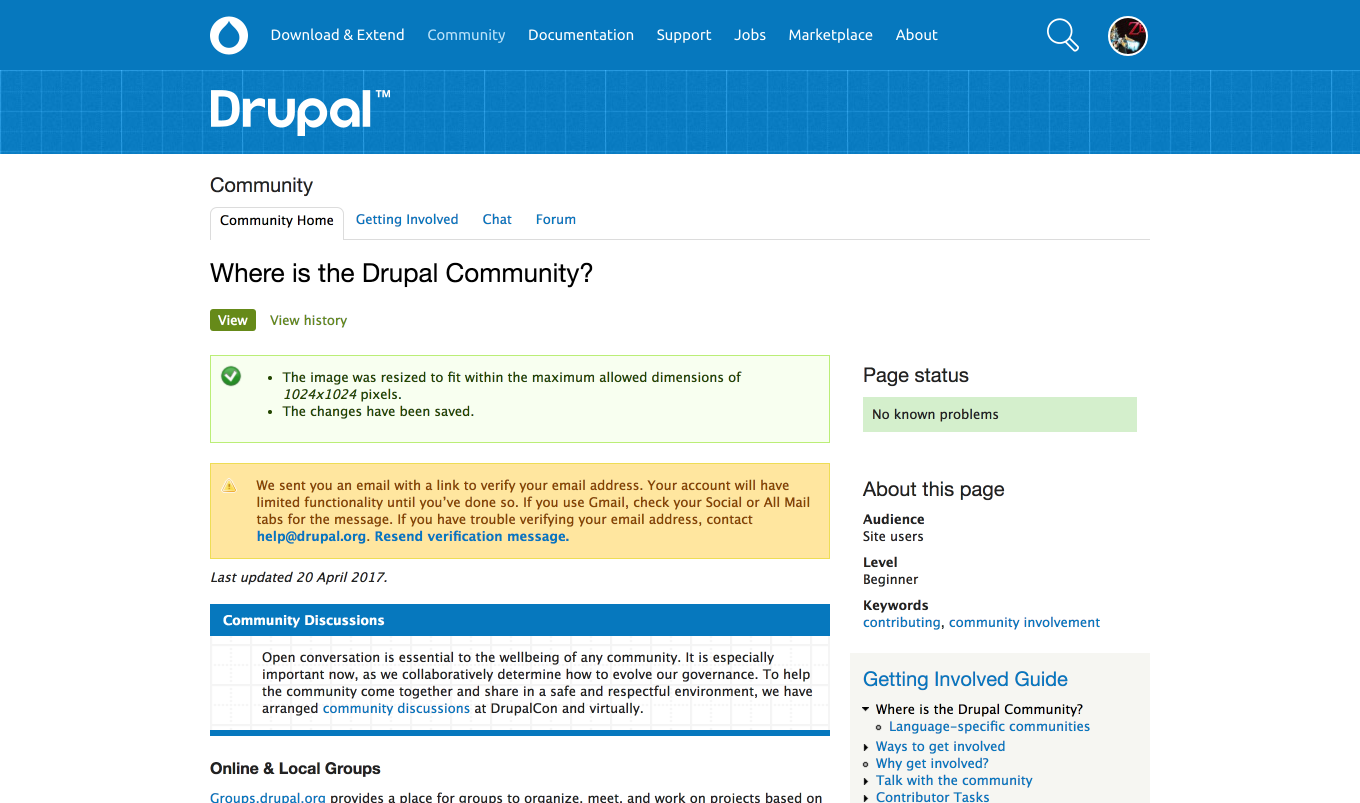 Download & Extend Community Documentation Support Jobs Marketplace About
Drupal™
Community
Community Home Getting Involved Chat Forum
Where is the Drupal Community?
View View history
• The image was resized to fit within the maximum allowed dimensions of
1024x1024 pixels.
• The changes have been saved.
We sent you an email with a link to verify your email address. Your account will have
limited functionality until you've done so. If you use Gmail, check your Social or All Mail
tabs for the message. If you have trouble verifying your email address, contact
help@drupal.org. Resend verification message.
Last updated 20 April 2017.
Community Discussions
Open conversation is essential to the wellbeing of any community. It is especially
important now, as we collaboratively determine how to evolve our governance. To help
the community come together and share in a safe and respectful environment, we have
arranged community discussions at DrupalCon and virtually.
Online & Local Groups
Groups.drupal.org provides a place for groups to organize, meet, and work on projects based on
Page status
No known problems
About this page
Audience
Site users
Level
Beginner
Keywords
contributing, community involvement
Getting Involved Guide
Where is the Drupal Community?
Language-specific communities
Ways to get involved
Why get involved?
Talk with the community
Contributor Tasks